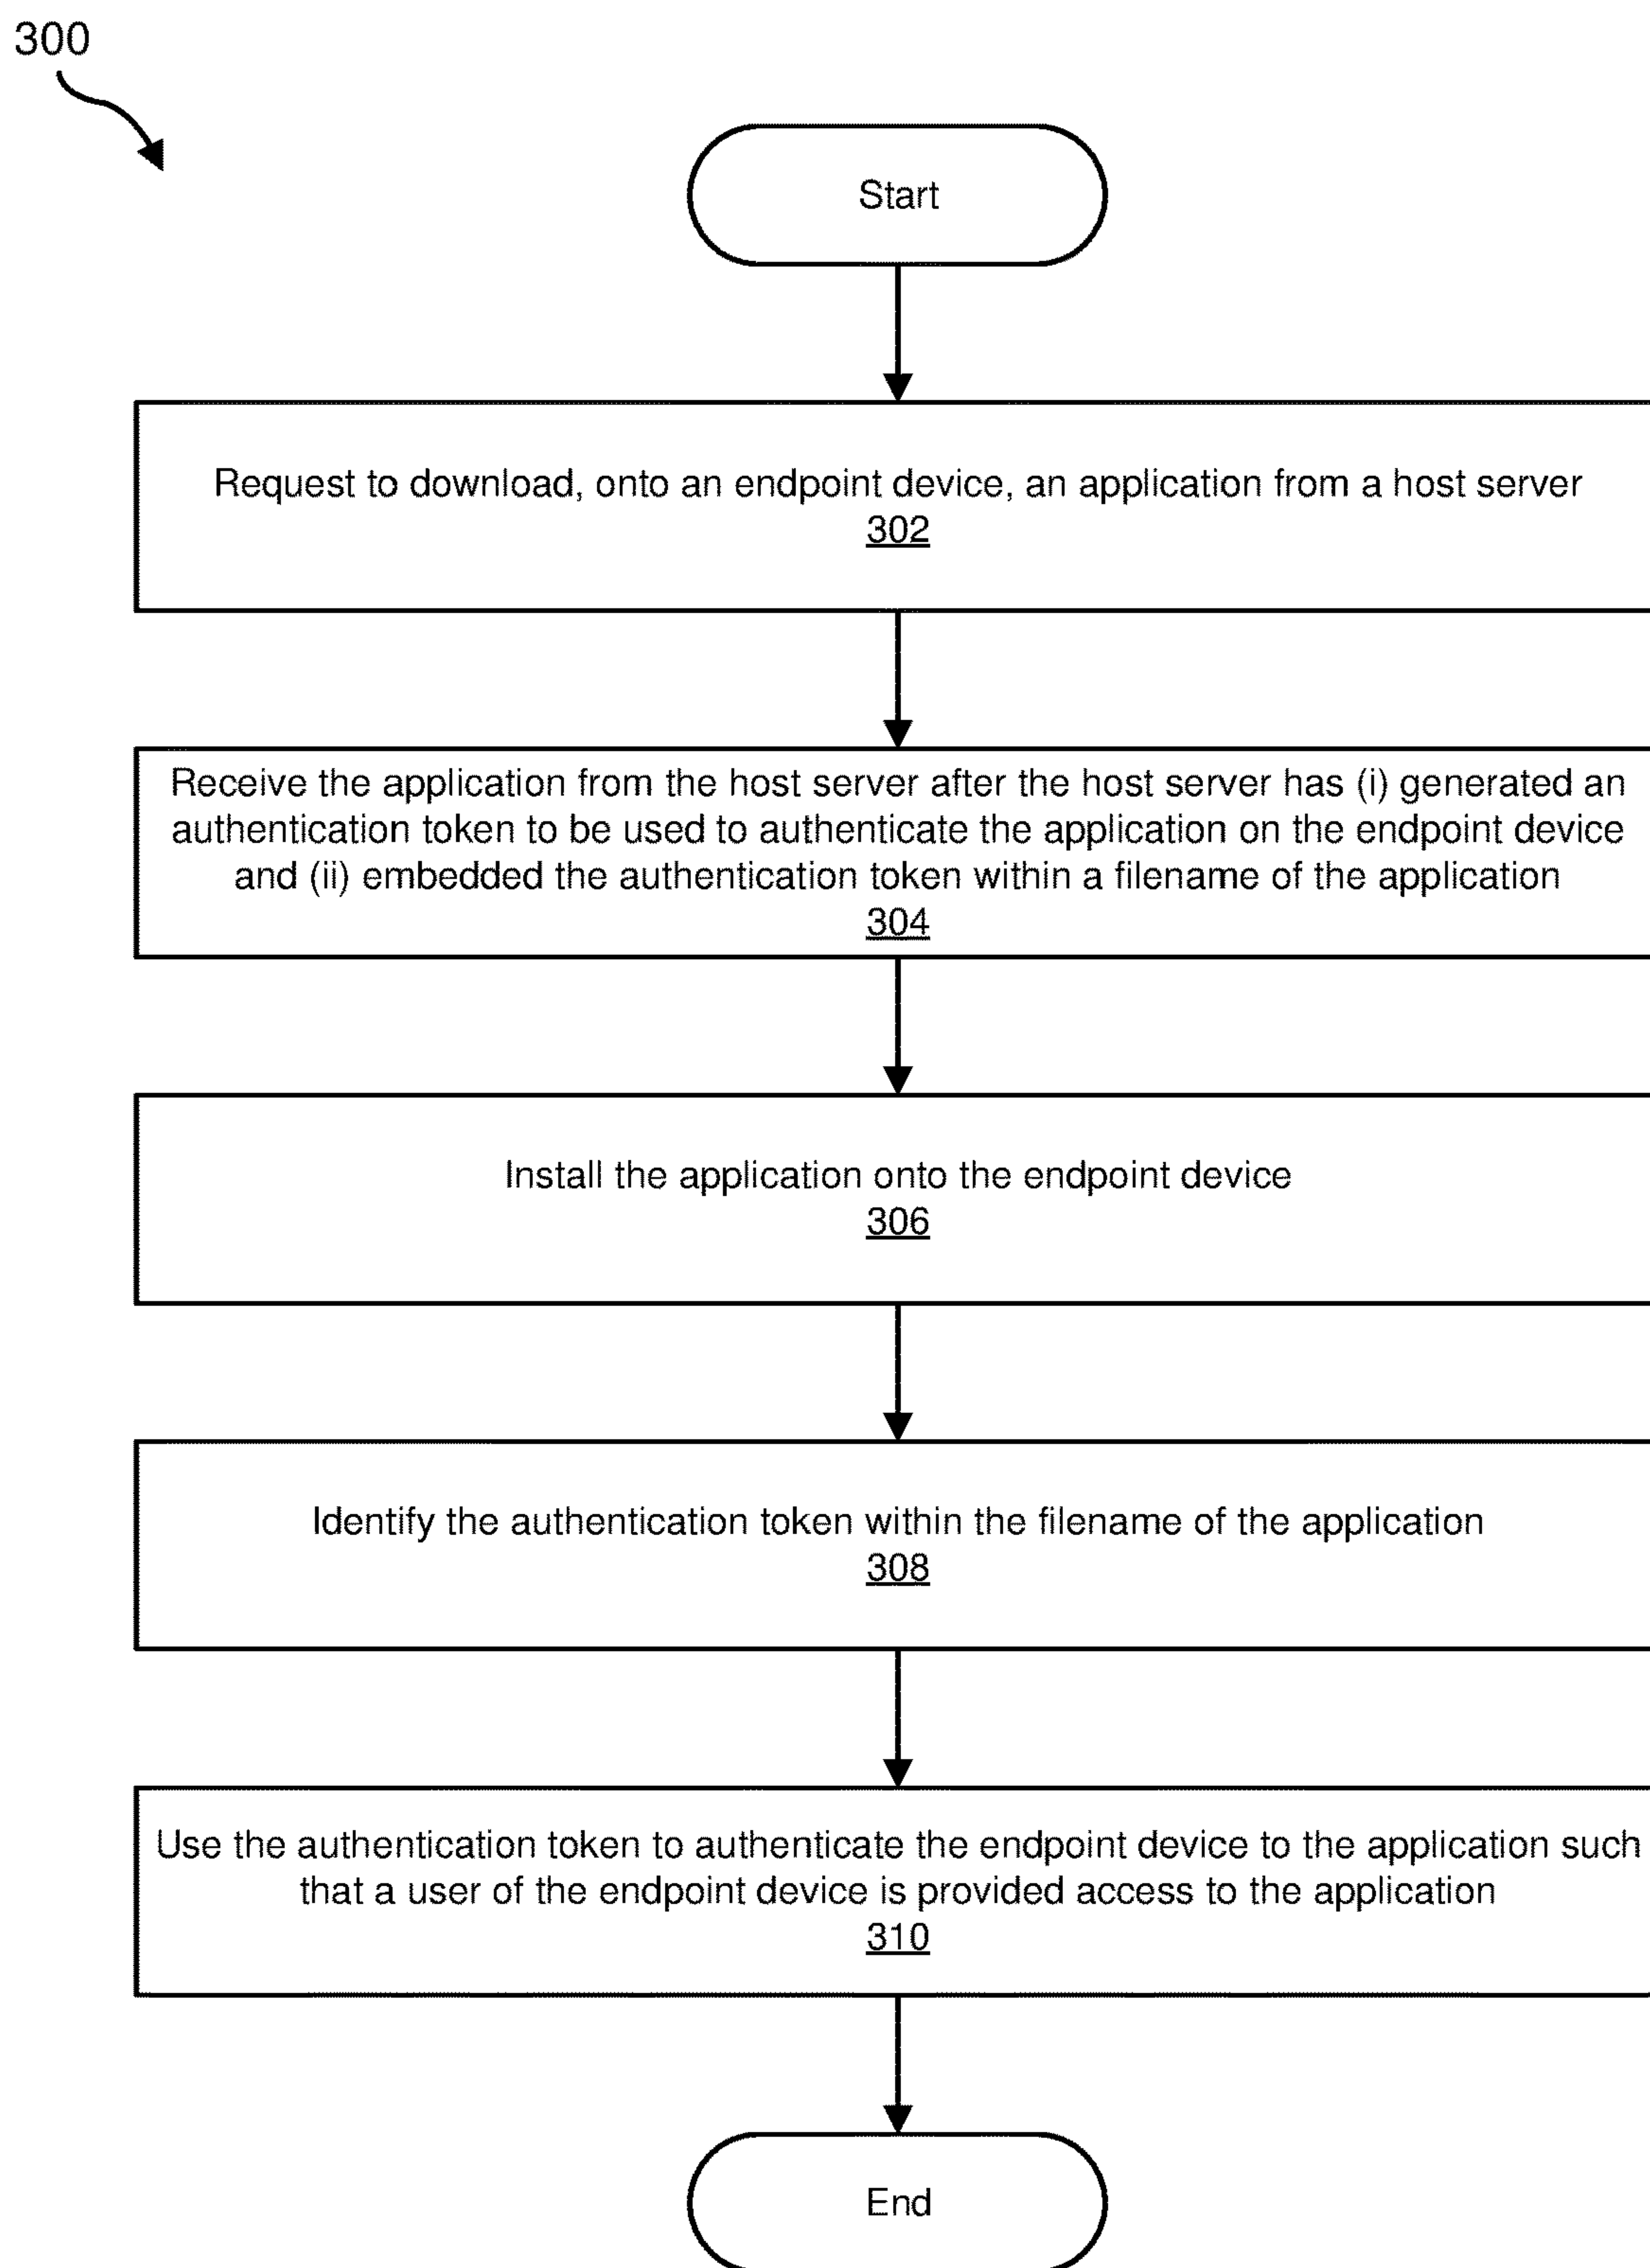 300
Start
Request to download, onto an endpoint device, an application from a host server
302
Receive the application from the host server after the host server has (i) generated an
authentication token to be used to authenticate the application on the endpoint device
and (ii) embedded the authentication token within a filename of the application
304
Install the application onto the endpoint device
306
Identify the authentication token within the filename of the application
308
Use the authentication token to authenticate the endpoint device to the application such
that a user of the endpoint device is provided access to the application
310
End